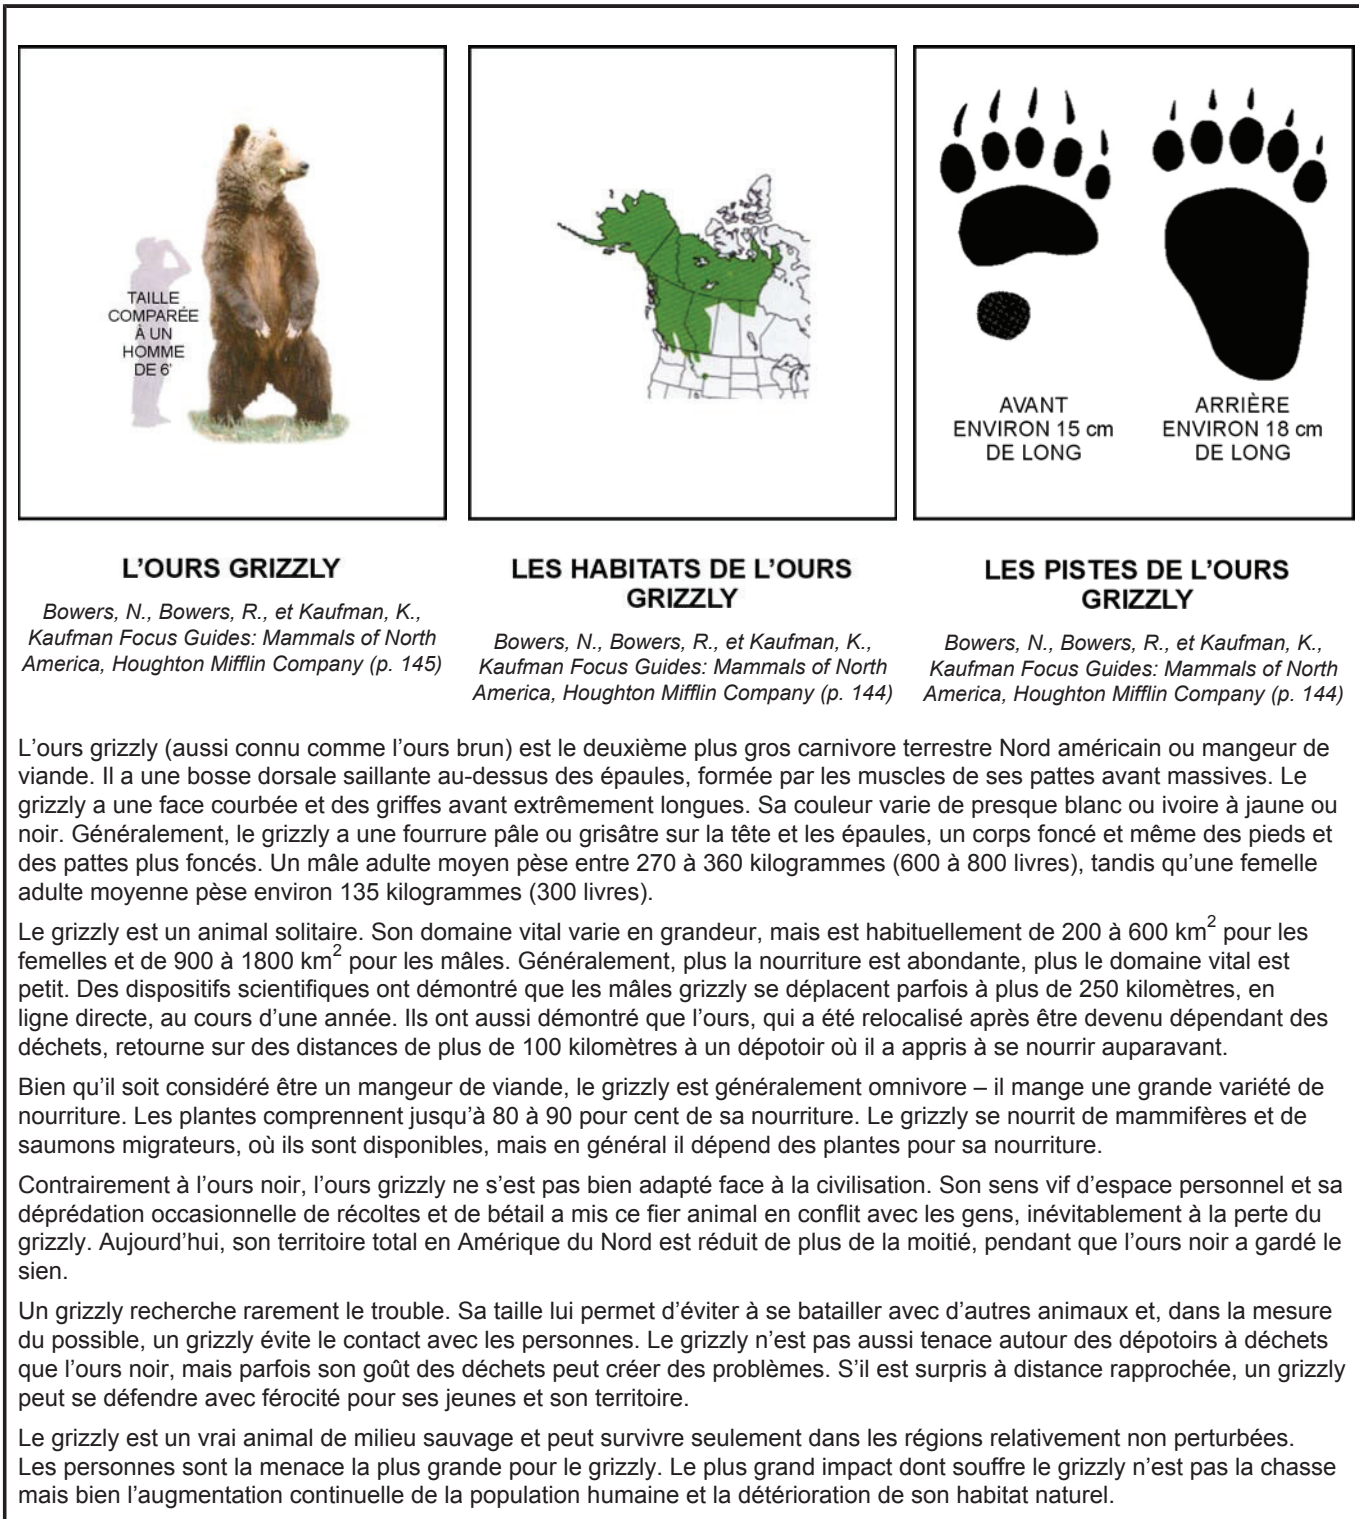 TAILLE
COMPARÉE
À UN
HOMME
DE 6'
AVANT
ENVIRON 15 cm
DE LONG
ARRIÈRE
ENVIRON 18 cm
DE LONG
L'OURS GRIZZLY
Bowers, N., Bowers, R., et Kaufman, K.,
Kaufman Focus Guides: Mammals of North
America, Houghton Mifflin Company (p. 145)
LES HABITATS DE L'OURS
GRIZZLY
Bowers, N., Bowers, R., et Kaufman, K.,
Kaufman Focus Guides: Mammals of North
America, Houghton Mifflin Company (p. 144)
LES PISTES DE L'OURS
GRIZZLY
Bowers, N., Bowers, R., et Kaufman, K.,
Kaufman Focus Guides: Mammals of North
America, Houghton Mifflin Company (p. 144)
L'ours grizzly (aussi connu comme l'ours brun) est le deuxième plus gros carnivore terrestre Nord américain ou mangeur de
viande. Il a une bosse dorsale saillante au-dessus des épaules, formée par les muscles de ses pattes avant massives. Le
grizzly a une face courbée et des griffes avant extrêmement longues. Sa couleur varie de presque blanc ou ivoire à jaune ou
noir. Généralement, le grizzly a une fourrure pâle ou grisâtre sur la tête et les épaules, un corps foncé et même des pieds et
des pattes plus foncés. Un mâle adulte moyen pèse entre 270 à 360 kilogrammes (600 à 800 livres), tandis qu'une femelle
adulte moyenne pèse environ 135 kilogrammes (300 livres).
Le grizzly est un animal solitaire. Son domaine vital varie en grandeur, mais est habituellement de 200 à 600 km² pour les
femelles et de 900 à 1800 km² pour les mâles. Généralement, plus la nourriture est abondante, plus le domaine vital est
petit. Des dispositifs scientifiques ont démontré que les mâles grizzly se déplacent parfois à plus de 250 kilomètres, en
ligne directe, au cours d'une année. Ils ont aussi démontré que l'ours, qui a été relocalisé après être devenu dépendant des
déchets, retourne sur des distances de plus de 100 kilomètres à un dépotoir où il a appris à se nourrir auparavant.
Bien qu'il soit considéré être un mangeur de viande, le grizzly est généralement omnivore – il mange une grande variété de
nourriture. Les plantes comprennent jusqu'à 80 à 90 pour cent de sa nourriture. Le grizzly se nourrit de mammifères et de
saumons migrateurs, où ils sont disponibles, mais en général il dépend des plantes pour sa nourriture.
Contrairement à l'ours noir, l'ours grizzly ne s'est pas bien adapté face à la civilisation. Son sens vif d'espace personnel et sa
déprédation occasionnelle de récoltes et de bétail a mis ce fier animal en conflit avec les gens, inévitablement à la perte du
grizzly. Aujourd'hui, son territoire total en Amérique du Nord est réduit de plus de la moitié, pendant que l'ours noir a gardé le
sien.
Un grizzly recherche rarement le trouble. Sa taille lui permet d'éviter à se batailler avec d'autres animaux et, dans la mesure
du possible, un grizzly évite le contact avec les personnes. Le grizzly n'est pas aussi tenace autour des dépotoirs à déchets
que l'ours noir, mais parfois son goût des déchets peut créer des problèmes. S'il est surpris à distance rapprochée, un grizzly
peut se défendre avec férocité pour ses jeunes et son territoire.
Le grizzly est un vrai animal de milieu sauvage et peut survivre seulement dans les régions relativement non perturbées.
Les personnes sont la menace la plus grande pour le grizzly. Le plus grand impact dont souffre le grizzly n'est pas la chasse
mais bien l'augmentation continuelle de la population humaine et la détérioration de son habitat naturel.